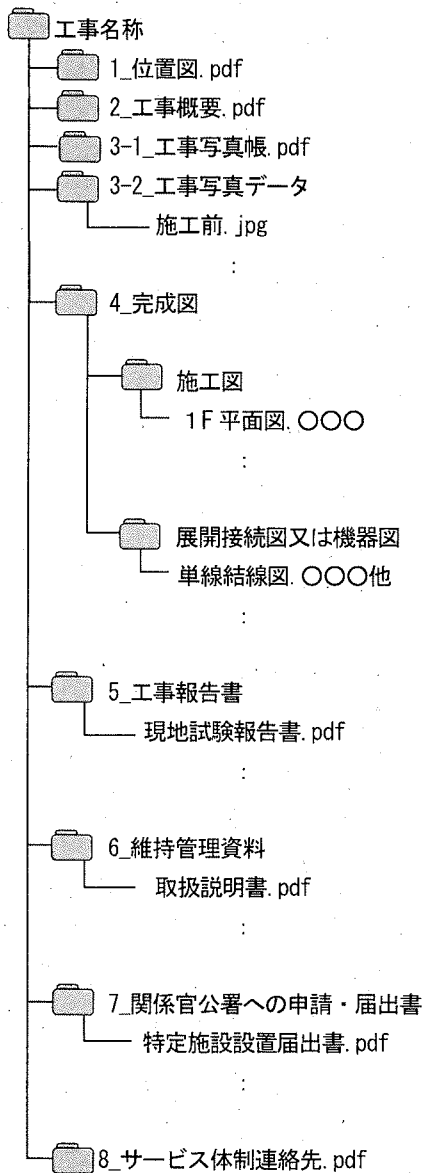 工事名称
1_位置図.pdf
2_工事概要.pdf
3-1_工事写真帳.pdf
3-2_工事写真データ
施工前.jpg
:
4_完成図
施工図
1F平面図.〇〇〇
:
展開接続図又は機器図
単線結線図.〇〇〇他
:
5_工事報告書
現地試験報告書.pdf
:
6_維持管理資料
取扱説明書.pdf
:
7_関係官公署への申請・届出書
特定施設設置届出書.pdf
:
8_サービス体制連絡先.pdf